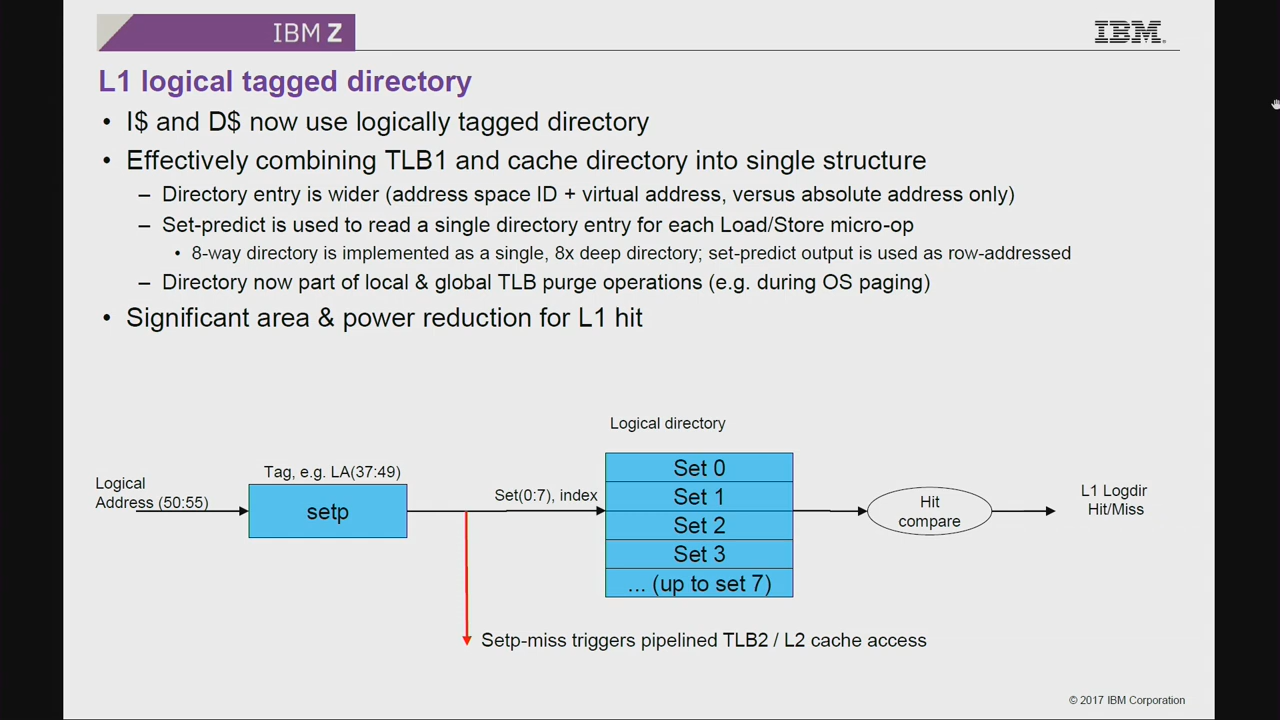 IBM Z
IBM
L1 logical tagged directory
• I$ and D$ now use logically tagged directory
• Effectively combining TLB1 and cache directory into single structure
– Directory entry is wider (address space ID + virtual address, versus absolute address only)
– Set-predict is used to read a single directory entry for each Load/Store micro-op
• 8-way directory is implemented as a single, 8x deep directory; set-predict output is used as row-addressed
– Directory now part of local & global TLB purge operations (e.g. during OS paging)
• Significant area & power reduction for L1 hit
Logical directory
Logical
Address (50:55)
Tag, e.g. LA(37:49)
setp
Set(0:7), index
Set 0
Set 1
Set 2
Set 3
... (up to set 7)
Hit
compare
L1 Logdir
Hit/Miss
Setp-miss triggers pipelined TLB2 / L2 cache access
© 2017 IBM Corporation